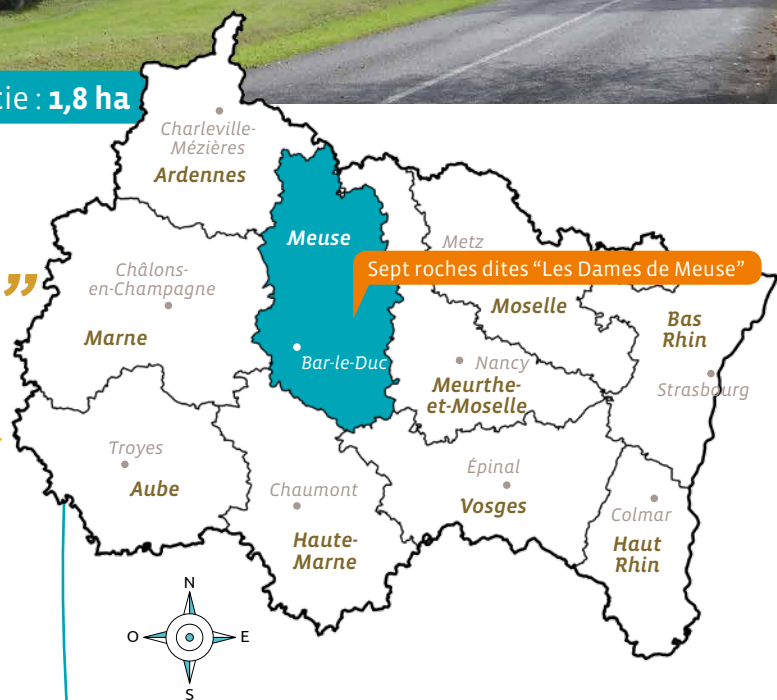 tie : 1,8 ha
Charleville-
Mézières
Ardennes
Meuse
Metz
”
Châlons-
en-Champagne
Sept roches dites “Les Dames de Meuse”
Moselle
Marne
Bas
Rhin
Bar-le-Duc
Nancy
Meurthe-
et-Moselle
Strasbourg
Troyes
Aube
Épinal
Vosges
Chaumont
Haute-
Marne
Colmar
Haut
Rhin
N
O
E
S